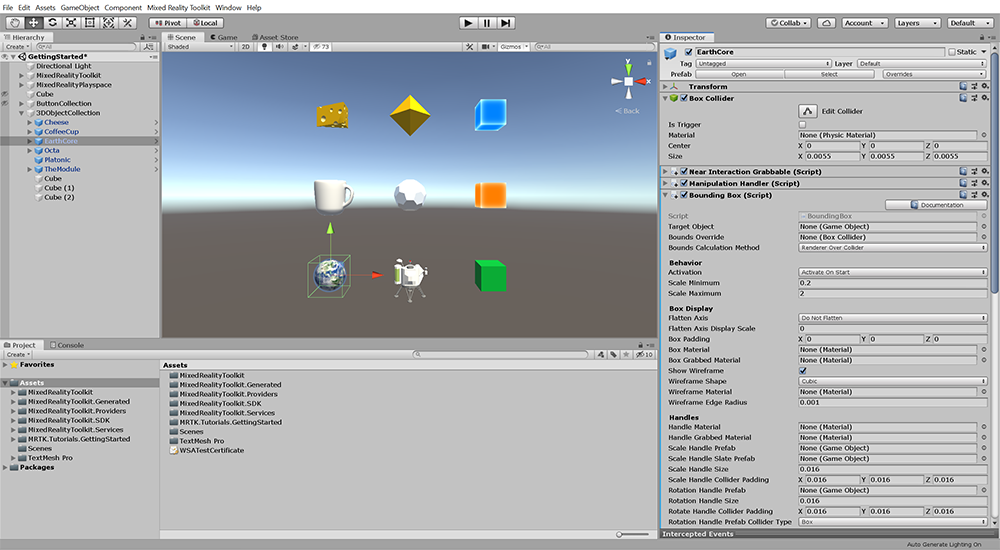 File Edit Assets GameObject Component Mixed Reality Toolkit Window Help
Pivot Local Collab Account Layers Default
Hierarchy
Create All
GettingStarted*
Directional Light
MixedRealityToolkit
MixedRealityPlayspace
Cube
ButtonCollection
3DObjectCollection
Cheese
CoffeeCup
EarthCore
Octa
Platonic
TheModule
Cube
Cube (1)
Cube (2)
Scene Game Asset Store
Shaded 2D 73 Gizmos All
y
x
Back
Project Console
Create 10
Favorites
Assets
MixedRealityToolkit
MixedRealityToolkit.Generated
MixedRealityToolkit.Providers
MixedRealityToolkit.SDK
MixedRealityToolkit.Services
MRTK.Tutorials.GettingStarted
Scenes
TextMesh Pro
Packages
Assets
MixedRealityToolkit
MixedRealityToolkit.Generated
MixedRealityToolkit.Providers
MixedRealityToolkit.SDK
MixedRealityToolkit.Services
MRTK.Tutorials.GettingStarted
Scenes
TextMesh Pro
WSATestCertificate
Inspector
EarthCore Static
Tag Untagged Layer Default
Prefab Open Select Overrides
Transform
Box Collider
Edit Collider
Is Trigger
Material None (Physic Material)
Center X 0 Y 0 Z 0
Size X 0.0055 Y 0.0055 Z 0.0055
Near Interaction Grabbable (Script)
Manipulation Handler (Script)
Bounding Box (Script)
Documentation
Script BoundingBox
Target Object None (Game Object)
Bounds Override None (Box Collider)
Bounds Calculation Method Renderer Over Collider
Behavior
Activation Activate On Start
Scale Minimum 0.2
Scale Maximum 2
Box Display
Flatten Axis Do Not Flatten
Flatten Axis Display Scale 0
Box Padding X 0 Y 0 Z 0
Box Material None (Material)
Box Grabbed Material None (Material)
Show Wireframe
Wireframe Shape Cubic
Wireframe Material None (Material)
Wireframe Edge Radius 0.001
Handles
Handle Material None (Material)
Handle Grabbed Material None (Material)
Scale Handle Prefab None (Game Object)
Scale Handle Slate Prefab None (Game Object)
Scale Handle Size 0.016
Scale Handle Collider Padding X 0.016 Y 0.016 Z 0.016
Rotation Handle Prefab None (Game Object)
Rotation Handle Size 0.016
Rotate Handle Collider Padding X 0.016 Y 0.016 Z 0.016
Rotation Handle Prefab Collider Type Box
Intercepted Events
Auto Generate Lighting On